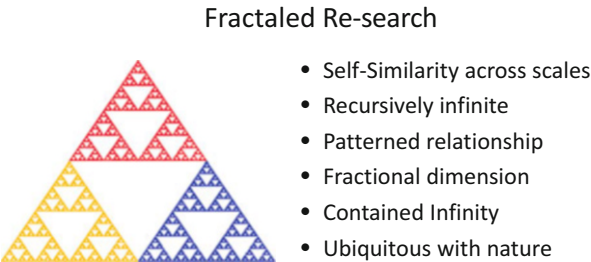 Fractaled Re-search
• Self-Similarity across scales
• Recursively infinite
• Patterned relationship
• Fractional dimension
• Contained Infinity
• Ubiquitous with nature